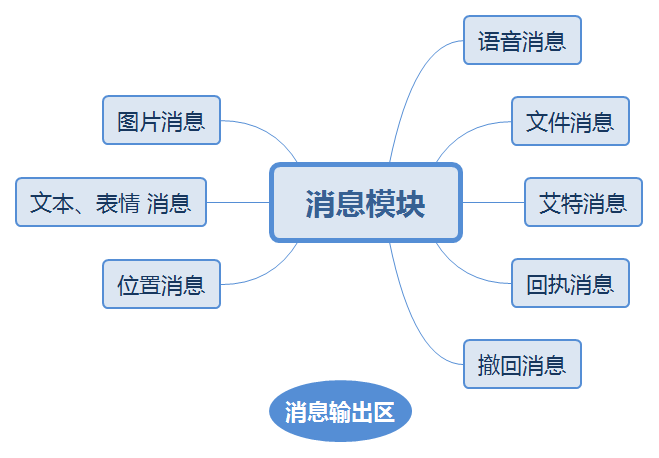 语音消息
图片消息
文件消息
文本、表情 消息
消息模块
艾特消息
位置消息
回执消息
撤回消息
消息输出区